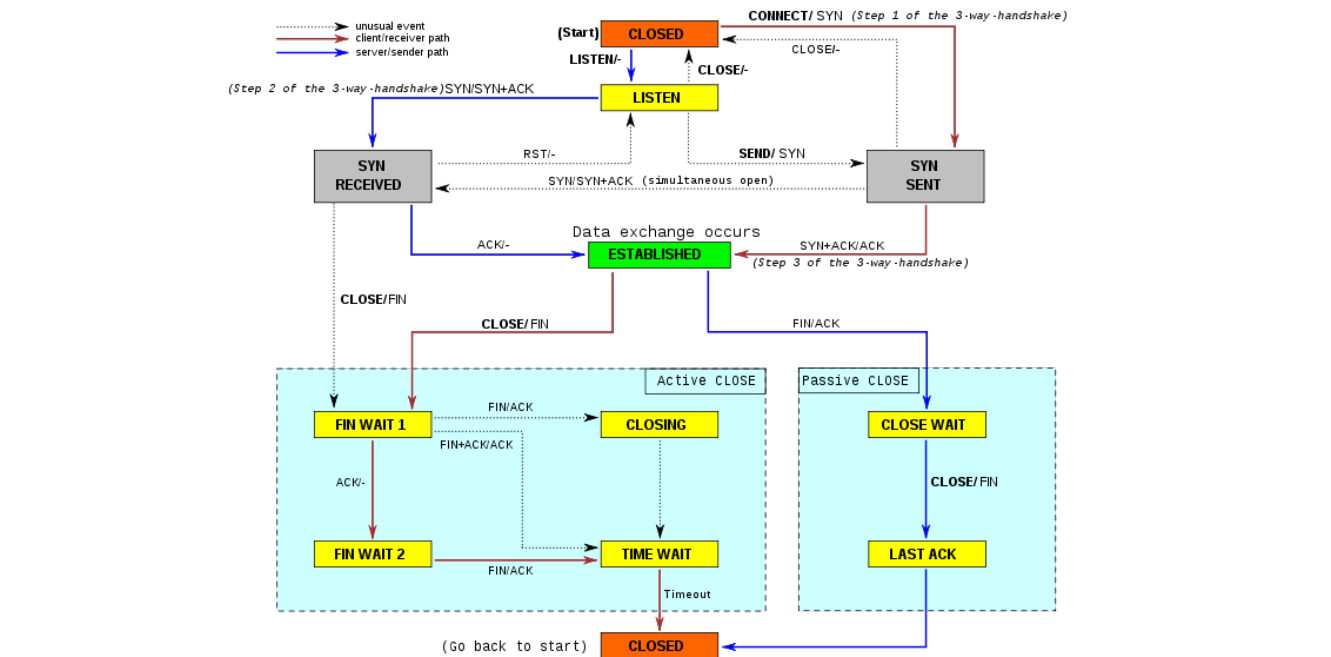 unusual event
client/receiver path
server/sender path
CONNECT/ SYN (Step 1 of the 3-way-handshake)
(Start)
CLOSED
CLOSE/-
LISTEN/-
CLOSE/-
(Step 2 of the 3-way-handshake)SYN/SYN+ACK
LISTEN
RST/-
SEND/ SYN
SYN
RECEIVED
SYN
SENT
SYN/SYN+ACK (simultaneous open)
Data exchange occurs
ACK/-
ESTABLISHED
SYN+ACK/ACK
(Step 3 of the 3-way-handshake)
CLOSE/FIN
CLOSE/ FIN
FIN/ACK
Active CLOSE
Passive CLOSE
FIN WAIT 1
FIN/ACK
CLOSING
CLOSE WAIT
FIN+ACK/ACK
ACK/-
CLOSE/ FIN
FIN WAIT 2
TIME WAIT
LAST ACK
FIN/ACK
Timeout
(Go back to start)
CLOSED